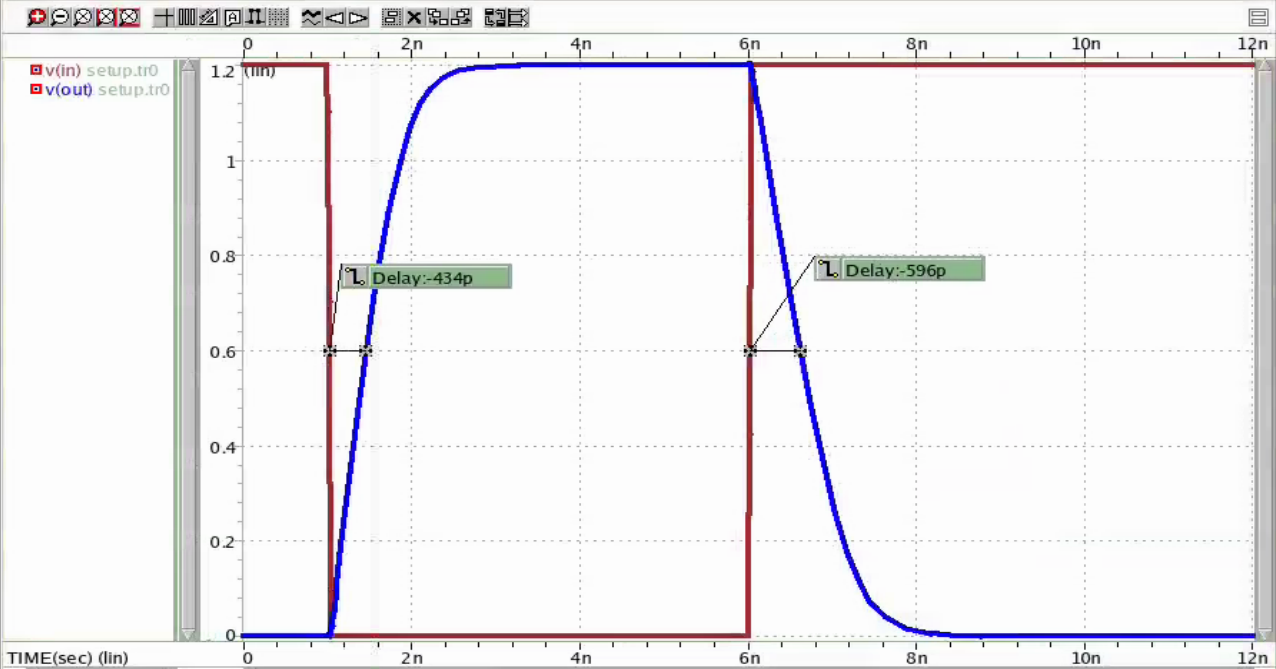 0 2n 4n 6n 8n 10n 12n
v(in) setup.tr0
v(out) setup.tr0
1.2 (lin)
1
0.8
Delay:-434p
Delay:-596p
0.6
0.4
0.2
0
TIME(sec) (lin) 0 2n 4n 6n 8n 10n 12n